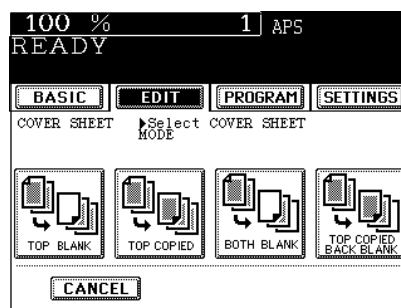 100 % 1 APS
READY
BASIC EDIT PROGRAM SETTINGS
COVER SHEET ▶Select COVER SHEET
MODE
TOP BLANK TOP COPIED BOTH BLANK TOP COPIED
BACK BLANK
CANCEL